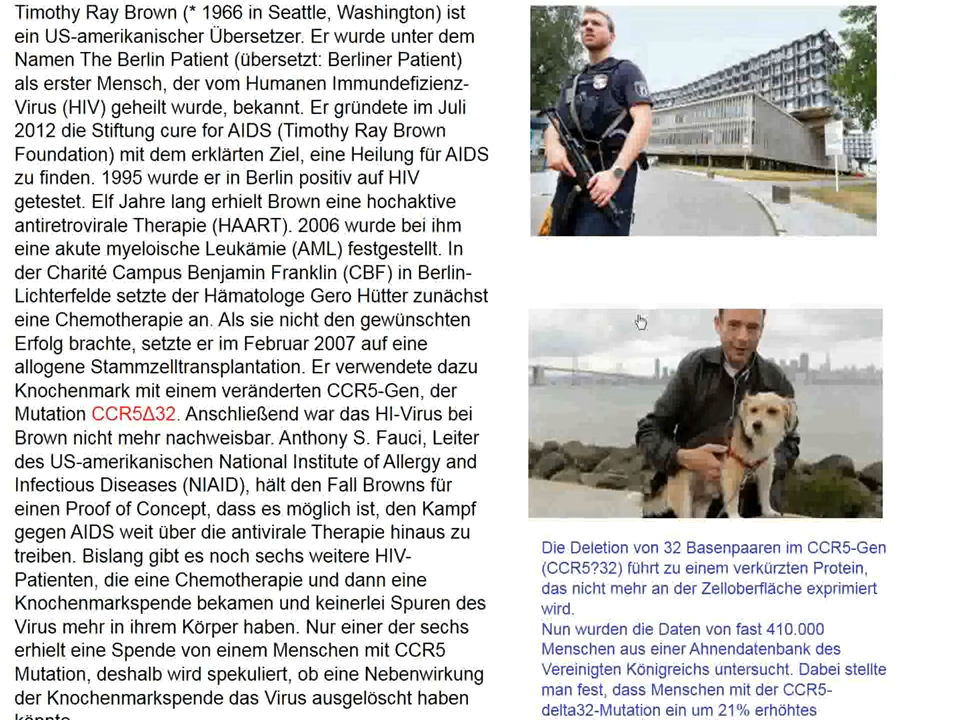 Timothy Ray Brown (* 1966 in Seattle, Washington) ist
ein US-amerikanischer Übersetzer. Er wurde unter dem
Namen The Berlin Patient (übersetzt: Berliner Patient)
als erster Mensch, der vom Humanen Immundefizienz-
Virus (HIV) geheilt wurde, bekannt. Er gründete im Juli
2012 die Stiftung cure for AIDS (Timothy Ray Brown
Foundation) mit dem erklärten Ziel, eine Heilung für AIDS
zu finden. 1995 wurde er in Berlin positiv auf HIV
getestet. Elf Jahre lang erhielt Brown eine hochaktive
antiretrovirale Therapie (HAART). 2006 wurde bei ihm
eine akute myeloische Leukämie (AML) festgestellt. In
der Charité Campus Benjamin Franklin (CBF) in Berlin-
Lichterfelde setzte der Hämatologe Gero Hütter zunächst
eine Chemotherapie an. Als sie nicht den gewünschten
Erfolg brachte, setzte er im Februar 2007 auf eine
allogene Stammzelltransplantation. Er verwendete dazu
Knochenmark mit einem veränderten CCR5-Gen, der
Mutation CCR5Δ32. Anschließend war das HI-Virus bei
Brown nicht mehr nachweisbar. Anthony S. Fauci, Leiter
des US-amerikanischen National Institute of Allergy and
Infectious Diseases (NIAID), hält den Fall Browns für
einen Proof of Concept, dass es möglich ist, den Kampf
gegen AIDS weit über die antivirale Therapie hinaus zu
treiben. Bislang gibt es noch sechs weitere HIV-
Patienten, die eine Chemotherapie und dann eine
Knochenmarkspende bekamen und keinerlei Spuren des
Virus mehr in ihrem Körper haben. Nur einer der sechs
erhielt eine Spende von einem Menschen mit CCR5
Mutation, deshalb wird spekuliert, ob eine Nebenwirkung
der Knochenmarkspende das Virus ausgelöscht haben
könnte.
Die Deletion von 32 Basenpaaren im CCR5-Gen
(CCR5?32) führt zu einem verkürzten Protein,
das nicht mehr an der Zelloberfläche exprimiert
wird.
Nun wurden die Daten von fast 410.000
Menschen aus einer Ahnendatenbank des
Vereinigten Königreichs untersucht. Dabei stellte
man fest, dass Menschen mit der CCR5-
delta32-Mutation ein um 21% erhöhtes